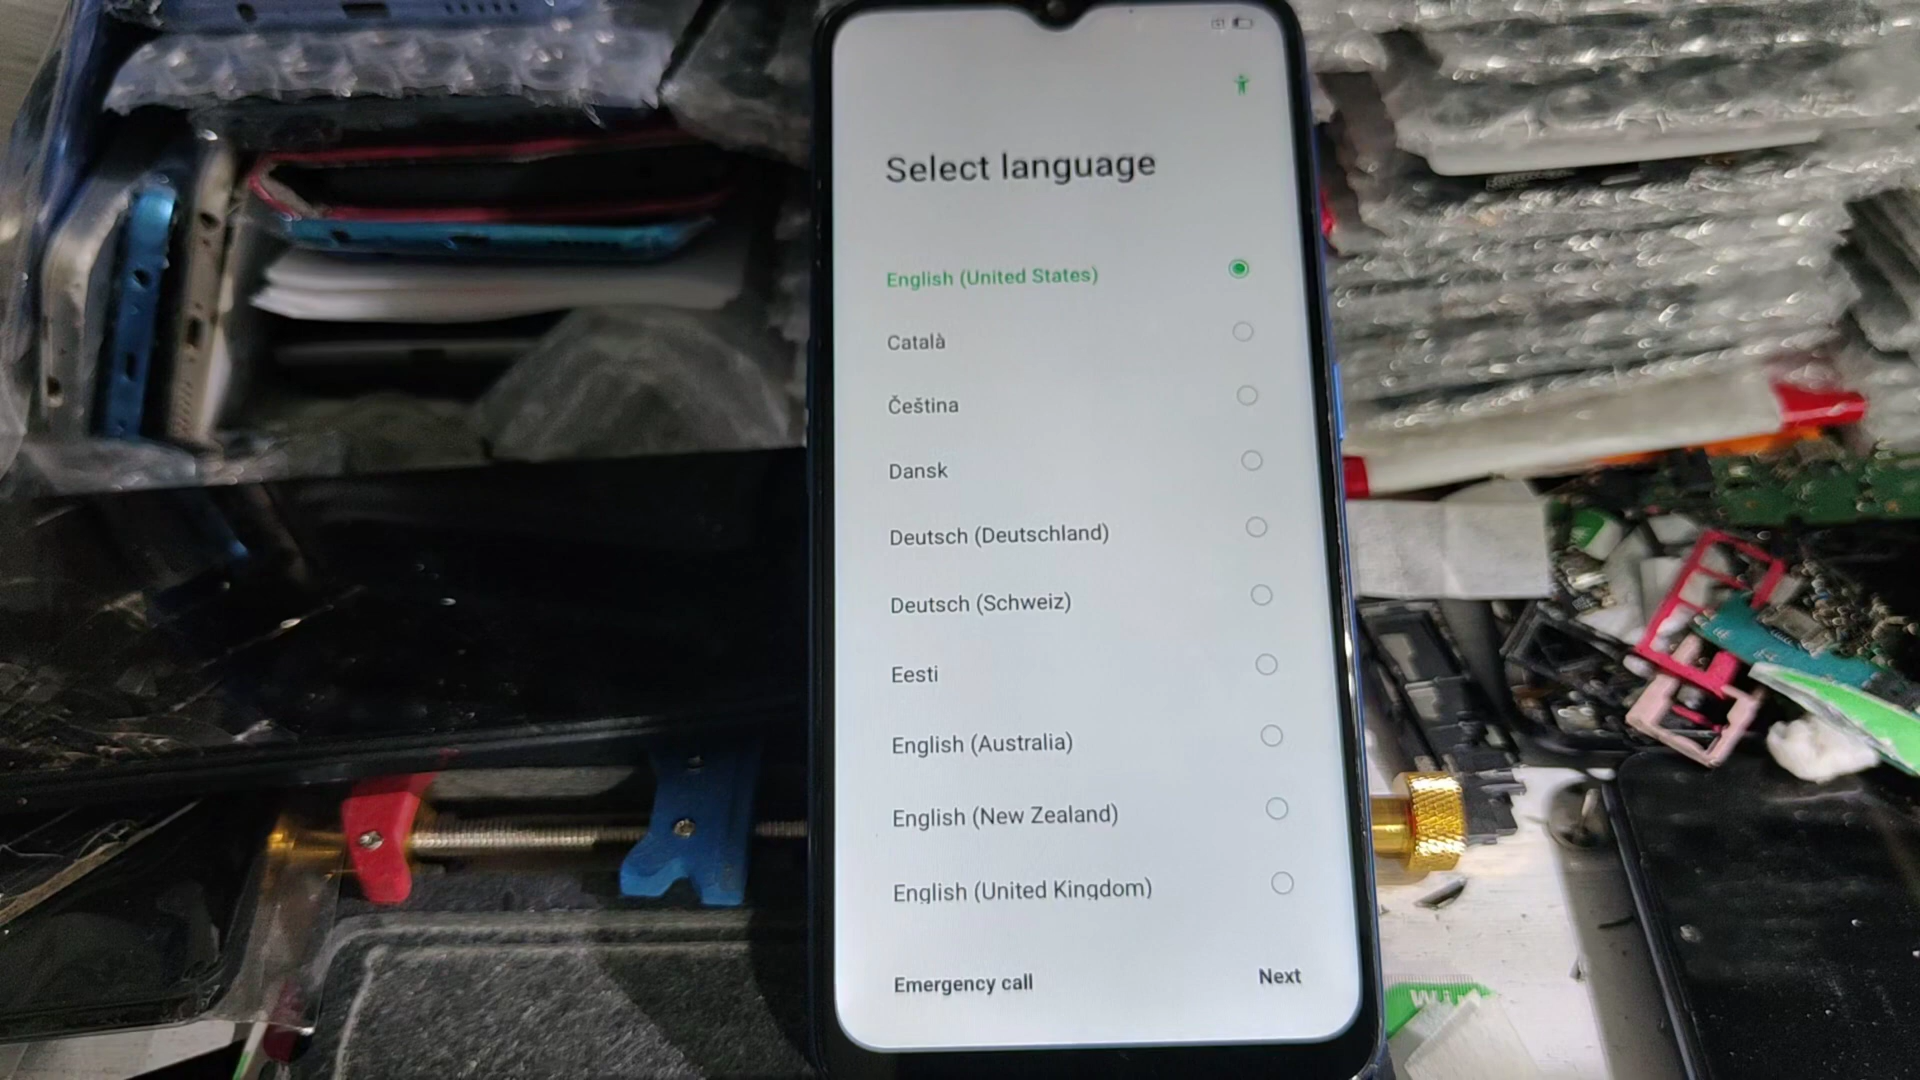 Select language
English (United States)
Català
Čeština
Dansk
Deutsch (Deutschland)
Deutsch (Schweiz)
Eesti
English (Australia)
English (New Zealand)
English (United Kingdom)
Emergency call
Next